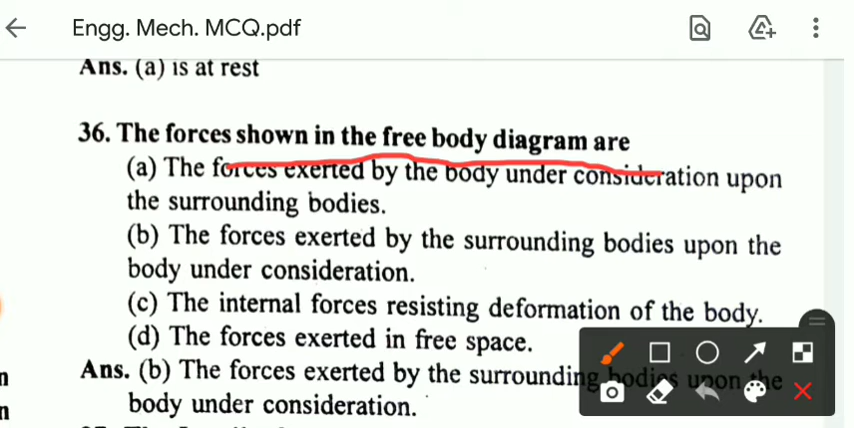 Engg. Mech. MCQ.pdf
Ans. (a) is at rest
36. The forces shown in the free body diagram are
(a) The forces exerted by the body under consideration upon
the surrounding bodies.
(b) The forces exerted by the surrounding bodies upon the
body under consideration.
(c) The internal forces resisting deformation of the body.
(d) The forces exerted in free space.
Ans. (b) The forces exerted by the surrounding bodies upon the
body under consideration.